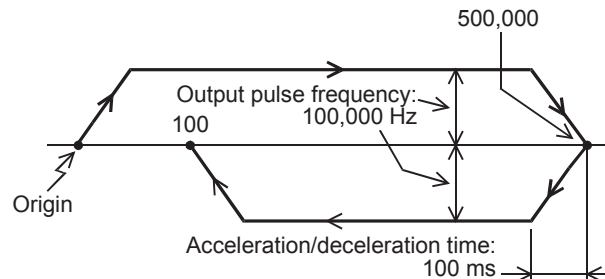 500,000
Output pulse frequency:
100,000 Hz
100
Origin
Acceleration/deceleration time:
100 ms